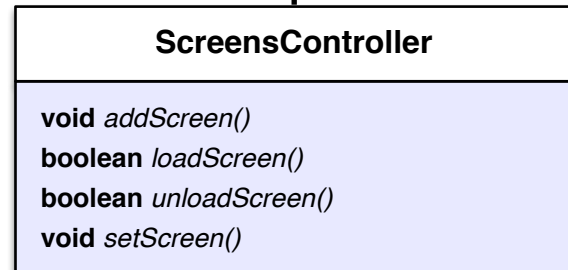 ScreensController
void addScreen()
boolean loadScreen()
boolean unloadScreen()
void setScreen()